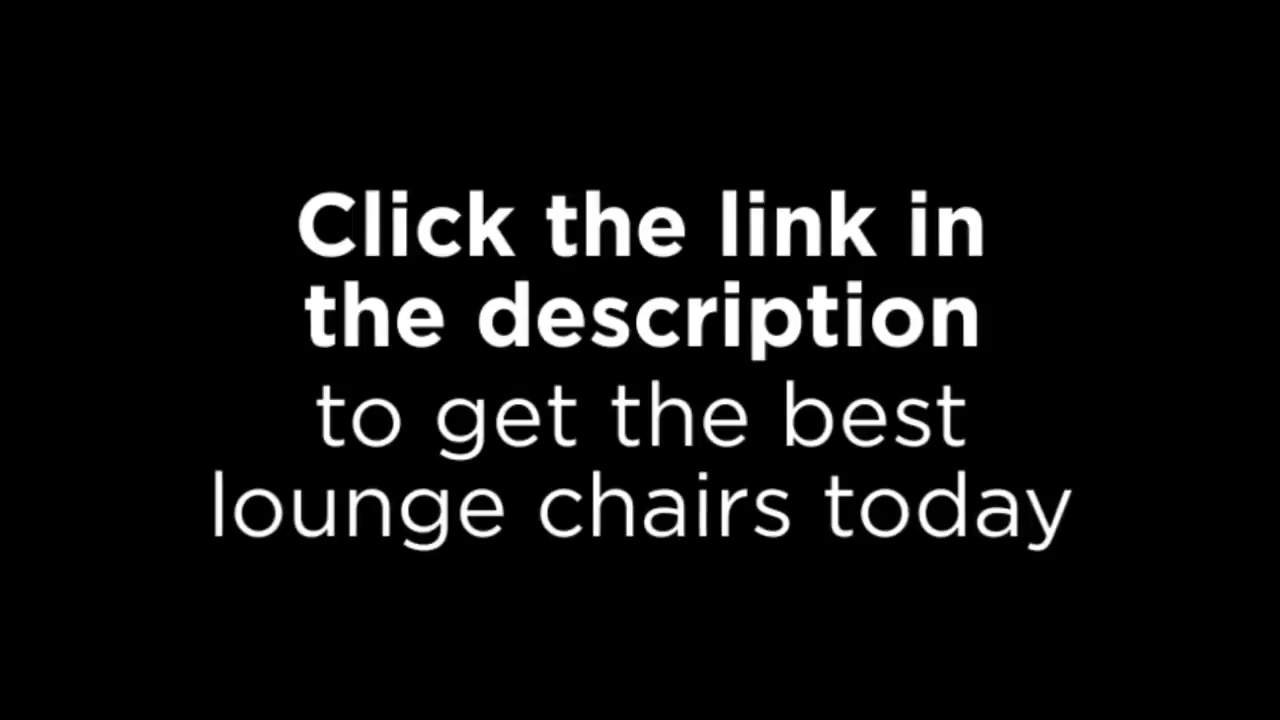 Click the link in
the description
to get the best
lounge chairs today